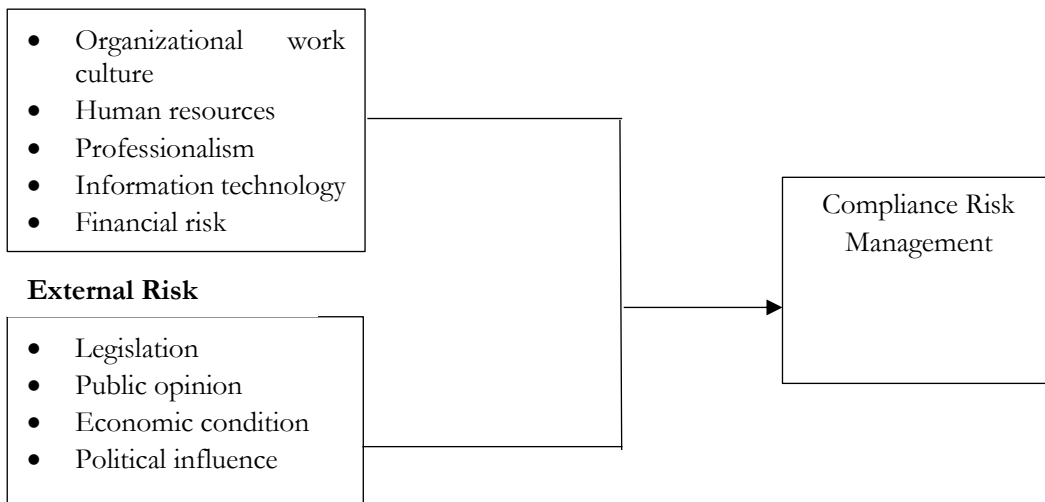 • Organizational work
culture
• Human resources
• Professionalism
• Information technology
• Financial risk
External Risk
• Legislation
• Public opinion
• Economic condition
• Political influence
Compliance Risk
Management